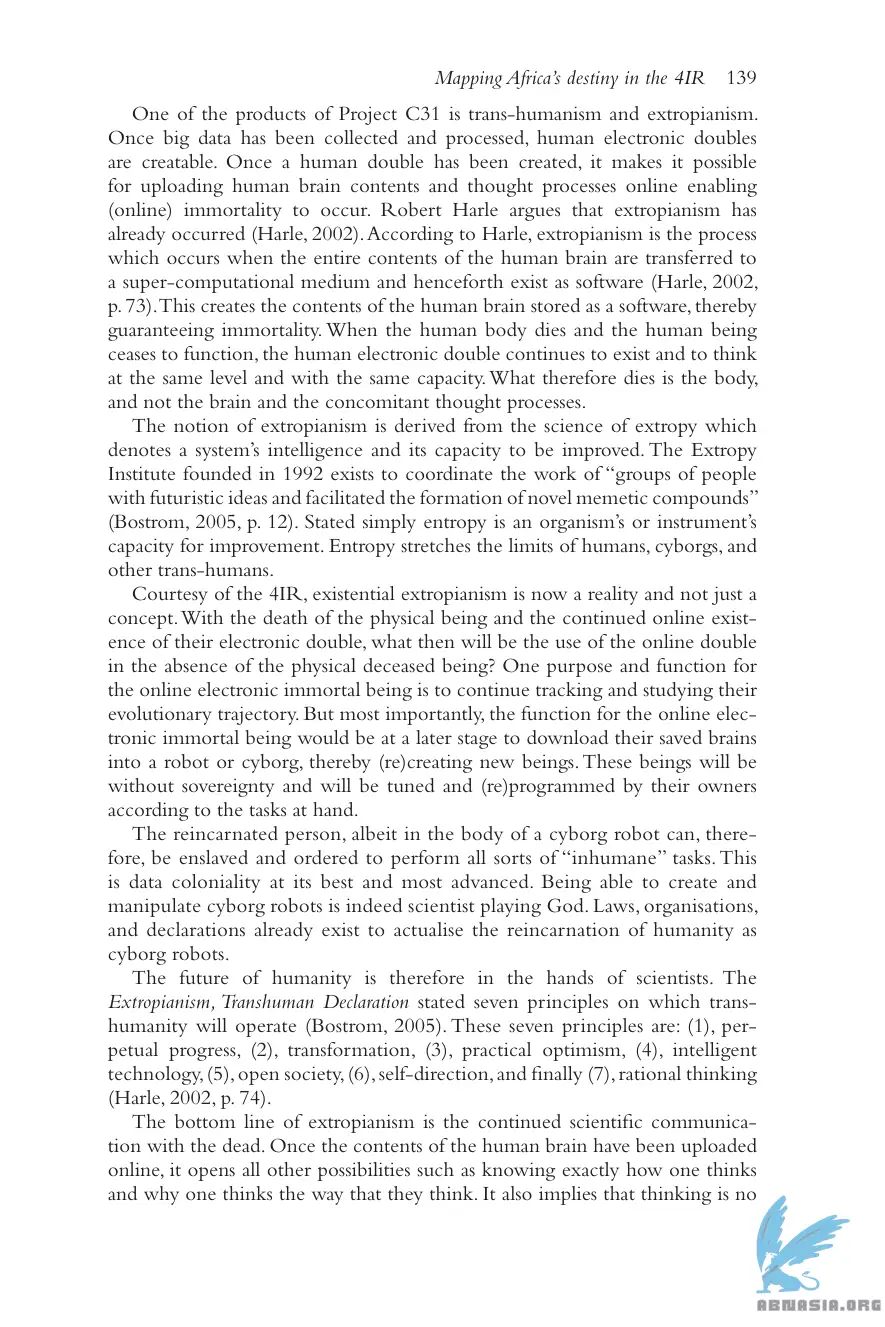 Mapping Africa's destiny in the 4IR 139
One of the products of Project C31 is trans-humanism and extropianism.
Once big data has been collected and processed, human electronic doubles
are creatable. Once a human double has been created, it makes it possible
for uploading human brain contents and thought processes online enabling
(online) immortality to occur. Robert Harle argues that extropianism has
already occurred (Harle, 2002). According to Harle, extropianism is the process
which occurs when the entire contents of the human brain are transferred to
a super-computational medium and henceforth exist as software (Harle, 2002,
p. 73). This creates the contents of the human brain stored as a software, thereby
guaranteeing immortality. When the human body dies and the human being
ceases to function, the human electronic double continues to exist and to think
at the same level and with the same capacity. What therefore dies is the body,
and not the brain and the concomitant thought processes.
The notion of extropianism is derived from the science of extropy which
denotes a system's intelligence and its capacity to be improved. The Extropy
Institute founded in 1992 exists to coordinate the work of "groups of people
with futuristic ideas and facilitated the formation of novel memetic compounds"
(Bostrom, 2005, p. 12). Stated simply entropy is an organism's or instrument's
capacity for improvement. Entropy stretches the limits of humans, cyborgs, and
other trans-humans.
Courtesy of the 4IR, existential extropianism is now a reality and not just a
concept. With the death of the physical being and the continued online exist-
ence of their electronic double, what then will be the use of the online double
in the absence of the physical deceased being? One purpose and function for
the online electronic immortal being is to continue tracking and studying their
evolutionary trajectory. But most importantly, the function for the online elec-
tronic immortal being would be at a later stage to download their saved brains
into a robot or cyborg, thereby (re)creating new beings. These beings will be
without sovereignty and will be tuned and (re)programmed by their owners
according to the tasks at hand.
The reincarnated person, albeit in the body of a cyborg robot can, there-
fore, be enslaved and ordered to perform all sorts of "inhumane" tasks. This
is data coloniality at its best and most advanced. Being able to create and
manipulate cyborg robots is indeed scientist playing God. Laws, organisations,
and declarations already exist to actualise the reincarnation of humanity as
cyborg robots.
The future of humanity is therefore in the hands of scientists. The
Extropianism, Transhuman Declaration stated seven principles on which trans-
humanity will operate (Bostrom, 2005). These seven principles are: (1), per-
petual progress, (2), transformation, (3), practical optimism, (4), intelligent
technology, (5), open society, (6), self-direction, and finally (7), rational thinking
(Harle, 2002, p. 74).
The bottom line of extropianism is the continued scientific communica-
tion with the dead. Once the contents of the human brain have been uploaded
online, it opens all other possibilities such as knowing exactly how one thinks
and why one thinks the way that they think. It also implies that thinking is no
ABNASIA.ORG